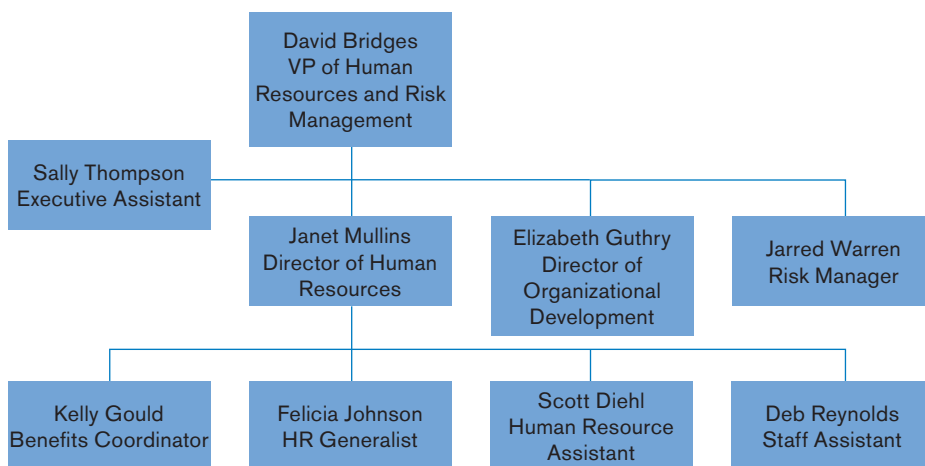 David Bridges
VP of Human
Resources and Risk
Management
Sally Thompson
Executive Assistant
Janet Mullins
Director of Human
Resources
Elizabeth Guthry
Director of
Organizational
Development
Jarred Warren
Risk Manager
Kelly Gould
Benefits Coordinator
Felicia Johnson
HR Generalist
Scott Diehl
Human Resource
Assistant
Deb Reynolds
Staff Assistant